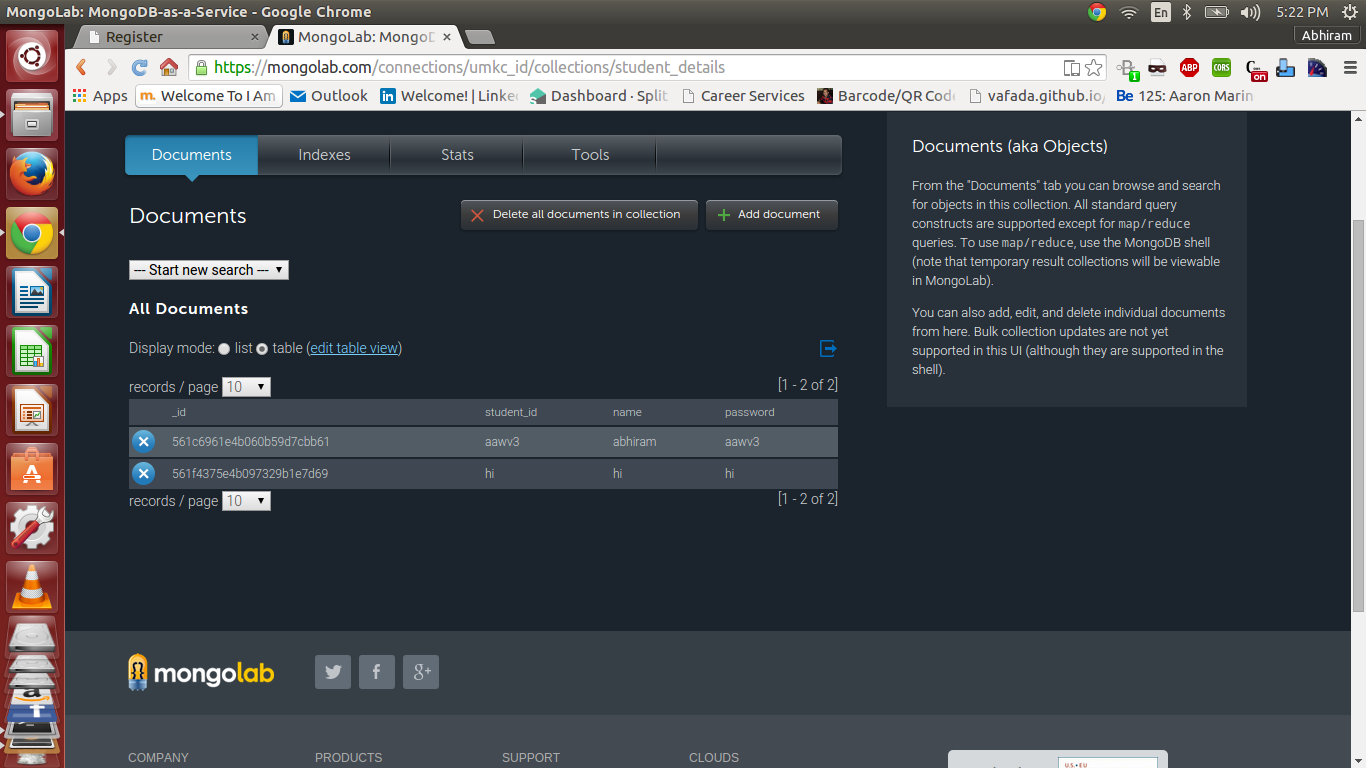 MongoLab: MongoDB-as-a-Service - Google Chrome
En
5:22 PM
Register
MongoLab: MongoD
Abhiram
https://mongolab.com/connections/umkc_id/collections/student_details
1
ABP
CORS
on
Apps
m. Welcome To I Am
Outlook
Welcome! | Linke
Dashboard · Split
Career Services
Barcode/QR Cod
vafada.github.io/
Be 125: Aaron Marin
Documents
Indexes
Stats
Tools
Documents
Delete all documents in collection
Add document
--- Start new search ---
All Documents
Display mode: list table (edit table view)
records / page 10
[1 - 2 of 2]
_id student_id name password
561c6961e4b060b59d7cbb61 aawv3 abhiram aawv3
561f4375e4b097329b1e7d69 hi hi hi
records / page 10
[1 - 2 of 2]
Documents (aka Objects)
From the "Documents" tab you can browse and search
for objects in this collection. All standard query
constructs are supported except for map/reduce
queries. To use map/reduce, use the MongoDB shell
(note that temporary result collections will be viewable
in MongoLab).
You can also add, edit, and delete individual documents
from here. Bulk collection updates are not yet
supported in this UI (although they are supported in the
shell).
mongolab
COMPANY
PRODUCTS
SUPPORT
CLOUDS
U.S.+EU